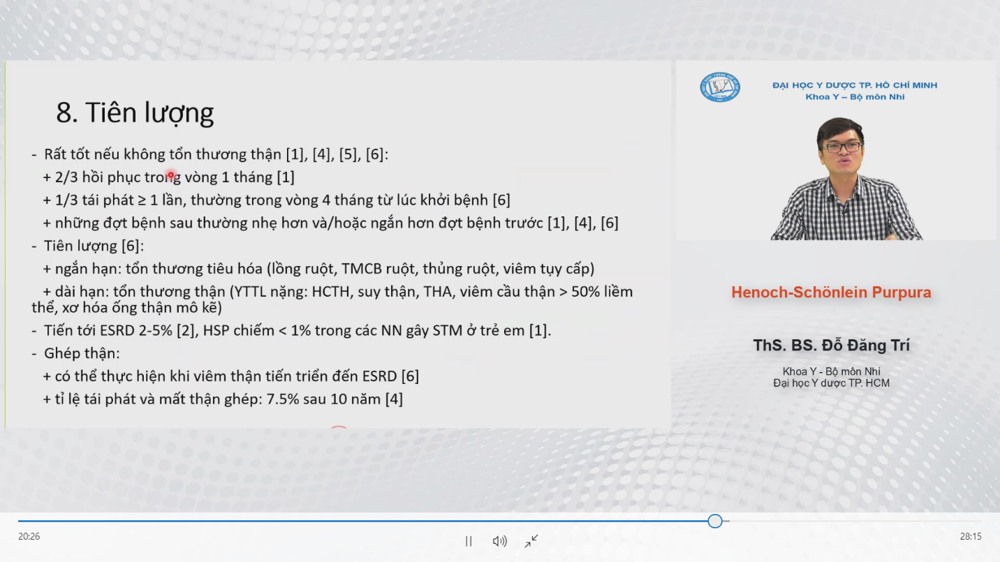 8. Tiên lượng
- Rất tốt nếu không tổn thương thận [1], [4], [5], [6]:
+ 2/3 hồi phục trong vòng 1 tháng [1]
+ 1/3 tái phát ≥ 1 lần, thường trong vòng 4 tháng từ lúc khởi bệnh [6]
+ những đợt bệnh sau thường nhẹ hơn và/hoặc ngắn hơn đợt bệnh trước [1], [4], [6]
- Tiên lượng [6]:
+ ngắn hạn: tổn thương tiêu hóa (lồng ruột, TMCB ruột, thủng ruột, viêm tụy cấp)
+ dài hạn: tổn thương thận (YTTL nặng: HCTH, suy thận, THA, viêm cầu thận > 50% liềm
thể, xơ hóa ống thận mô kẽ)
- Tiến tới ESRD 2-5% [2], HSP chiếm < 1% trong các NN gây STM ở trẻ em [1].
- Ghép thận:
+ có thể thực hiện khi viêm thận tiến triển đến ESRD [6]
+ tỉ lệ tái phát và mất thận ghép: 7.5% sau 10 năm [4]
ĐẠI HỌC Y DƯỢC TP. HỒ CHÍ MINH
Khoa Y – Bộ môn Nhi
Henoch-Schönlein Purpura
ThS. BS. Đỗ Đăng Trí
Khoa Y - Bộ môn Nhi
Đại học Y dược TP. HCM
20:26
28:15